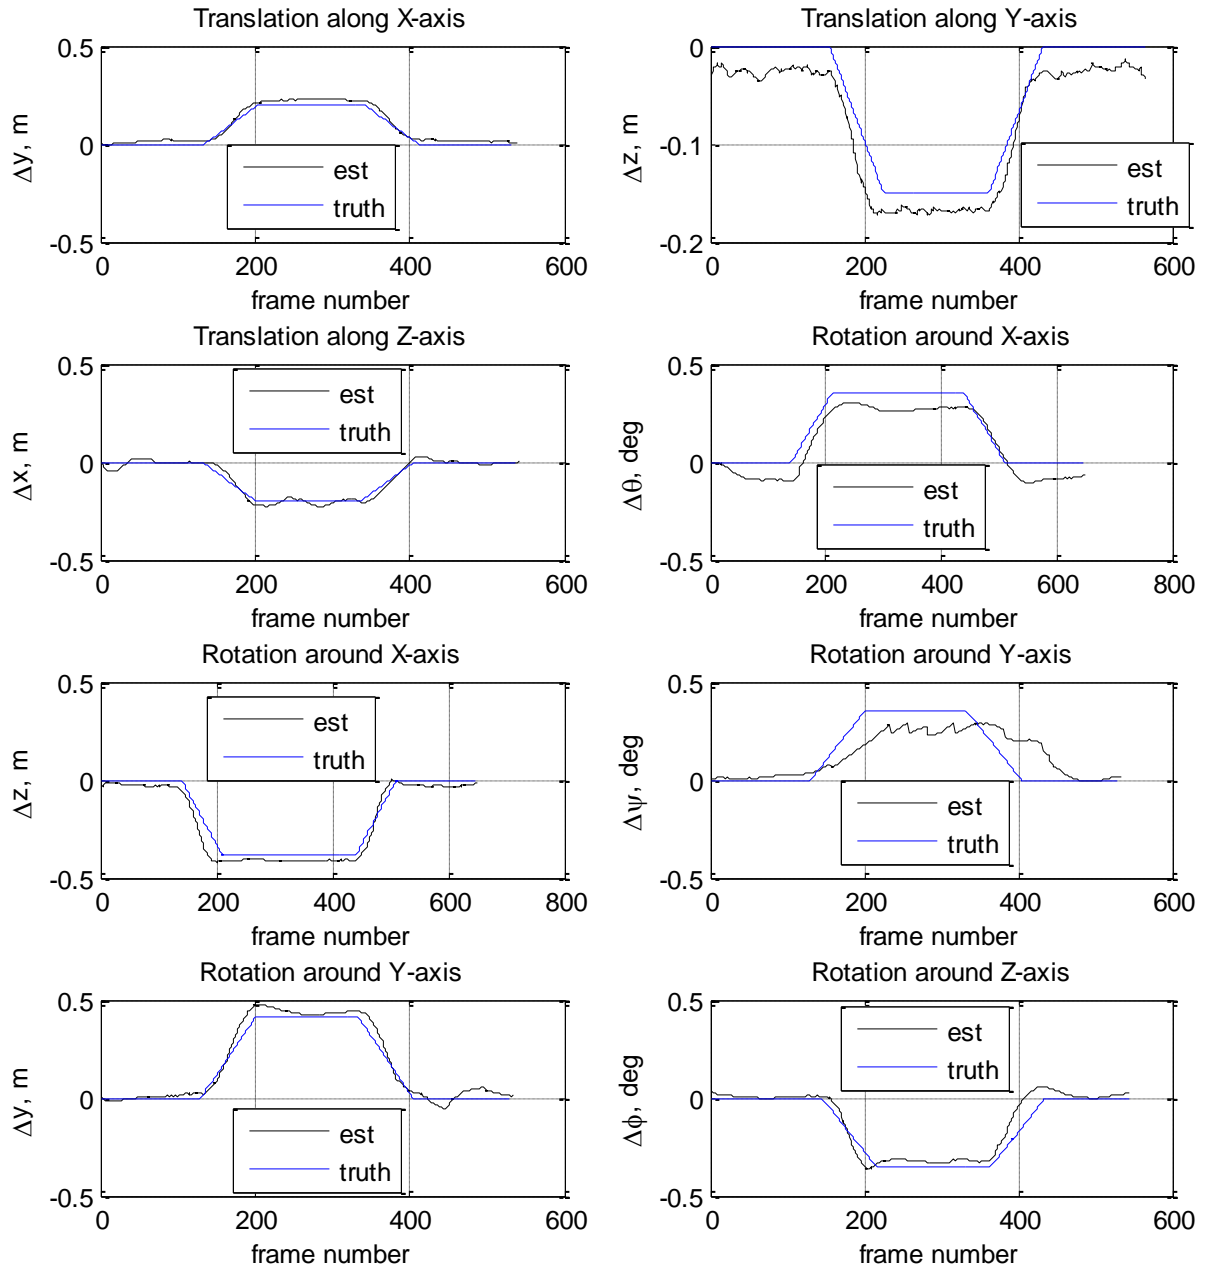 Translation along X-axis
0.5
0
-0.5
Δy, m
est
truth
0 200 400 600
frame number
Translation along Y-axis
0
-0.1
-0.2
Δz, m
est
truth
0 200 400 600
frame number
Translation along Z-axis
0.5
0
-0.5
Δx, m
est
truth
0 200 400 600
frame number
Rotation around X-axis
0.5
0
-0.5
Δθ, deg
est
truth
0 200 400 600 800
frame number
Rotation around X-axis
0.5
0
-0.5
Δz, m
est
truth
0 200 400 600 800
frame number
Rotation around Y-axis
0.5
0
-0.5
Δψ, deg
est
truth
0 200 400 600
frame number
Rotation around Y-axis
0.5
0
-0.5
Δy, m
est
truth
0 200 400 600
frame number
Rotation around Z-axis
0.5
0
-0.5
Δϕ, deg
est
truth
0 200 400 600
frame number